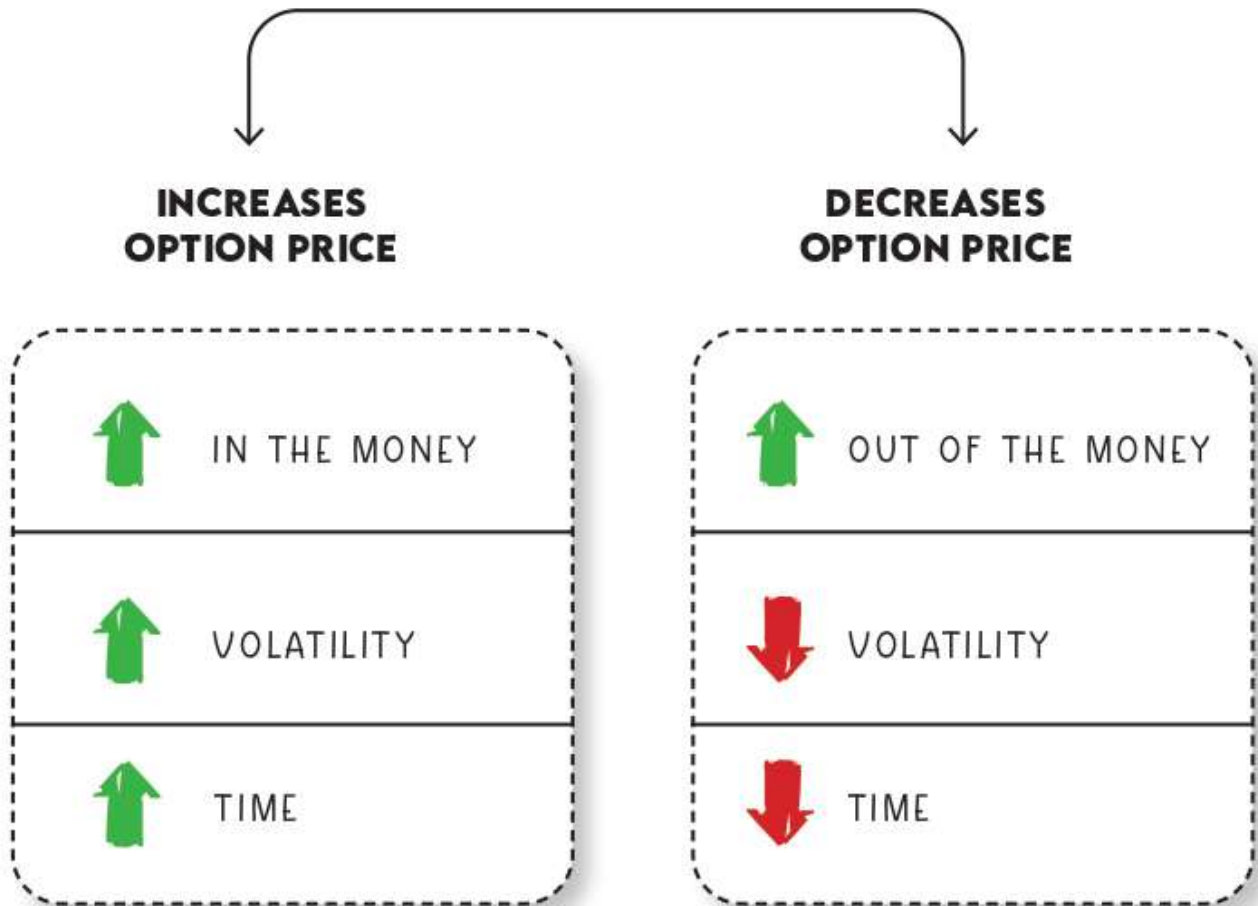 INCREASES
OPTION PRICE
IN THE MONEY
VOLATILITY
TIME
DECREASES
OPTION PRICE
OUT OF THE MONEY
VOLATILITY
TIME